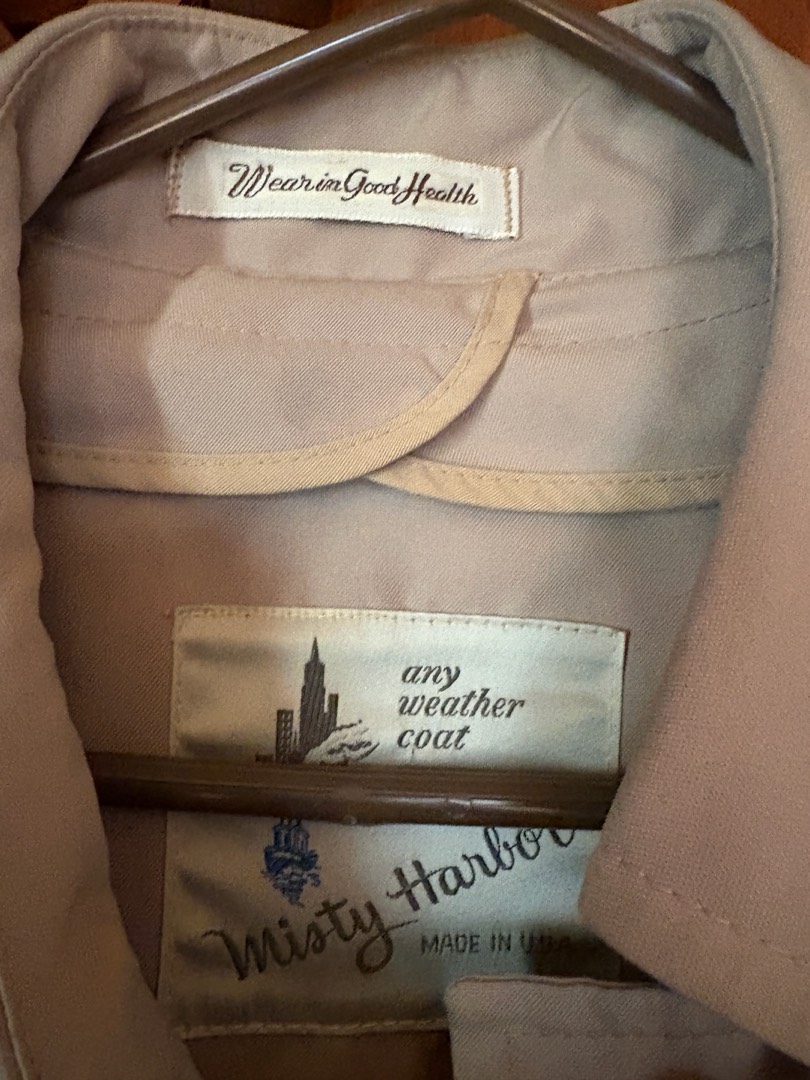 Wear in Good Health
any
weather
coat
Misty Harbor
MADE IN U.S.A.